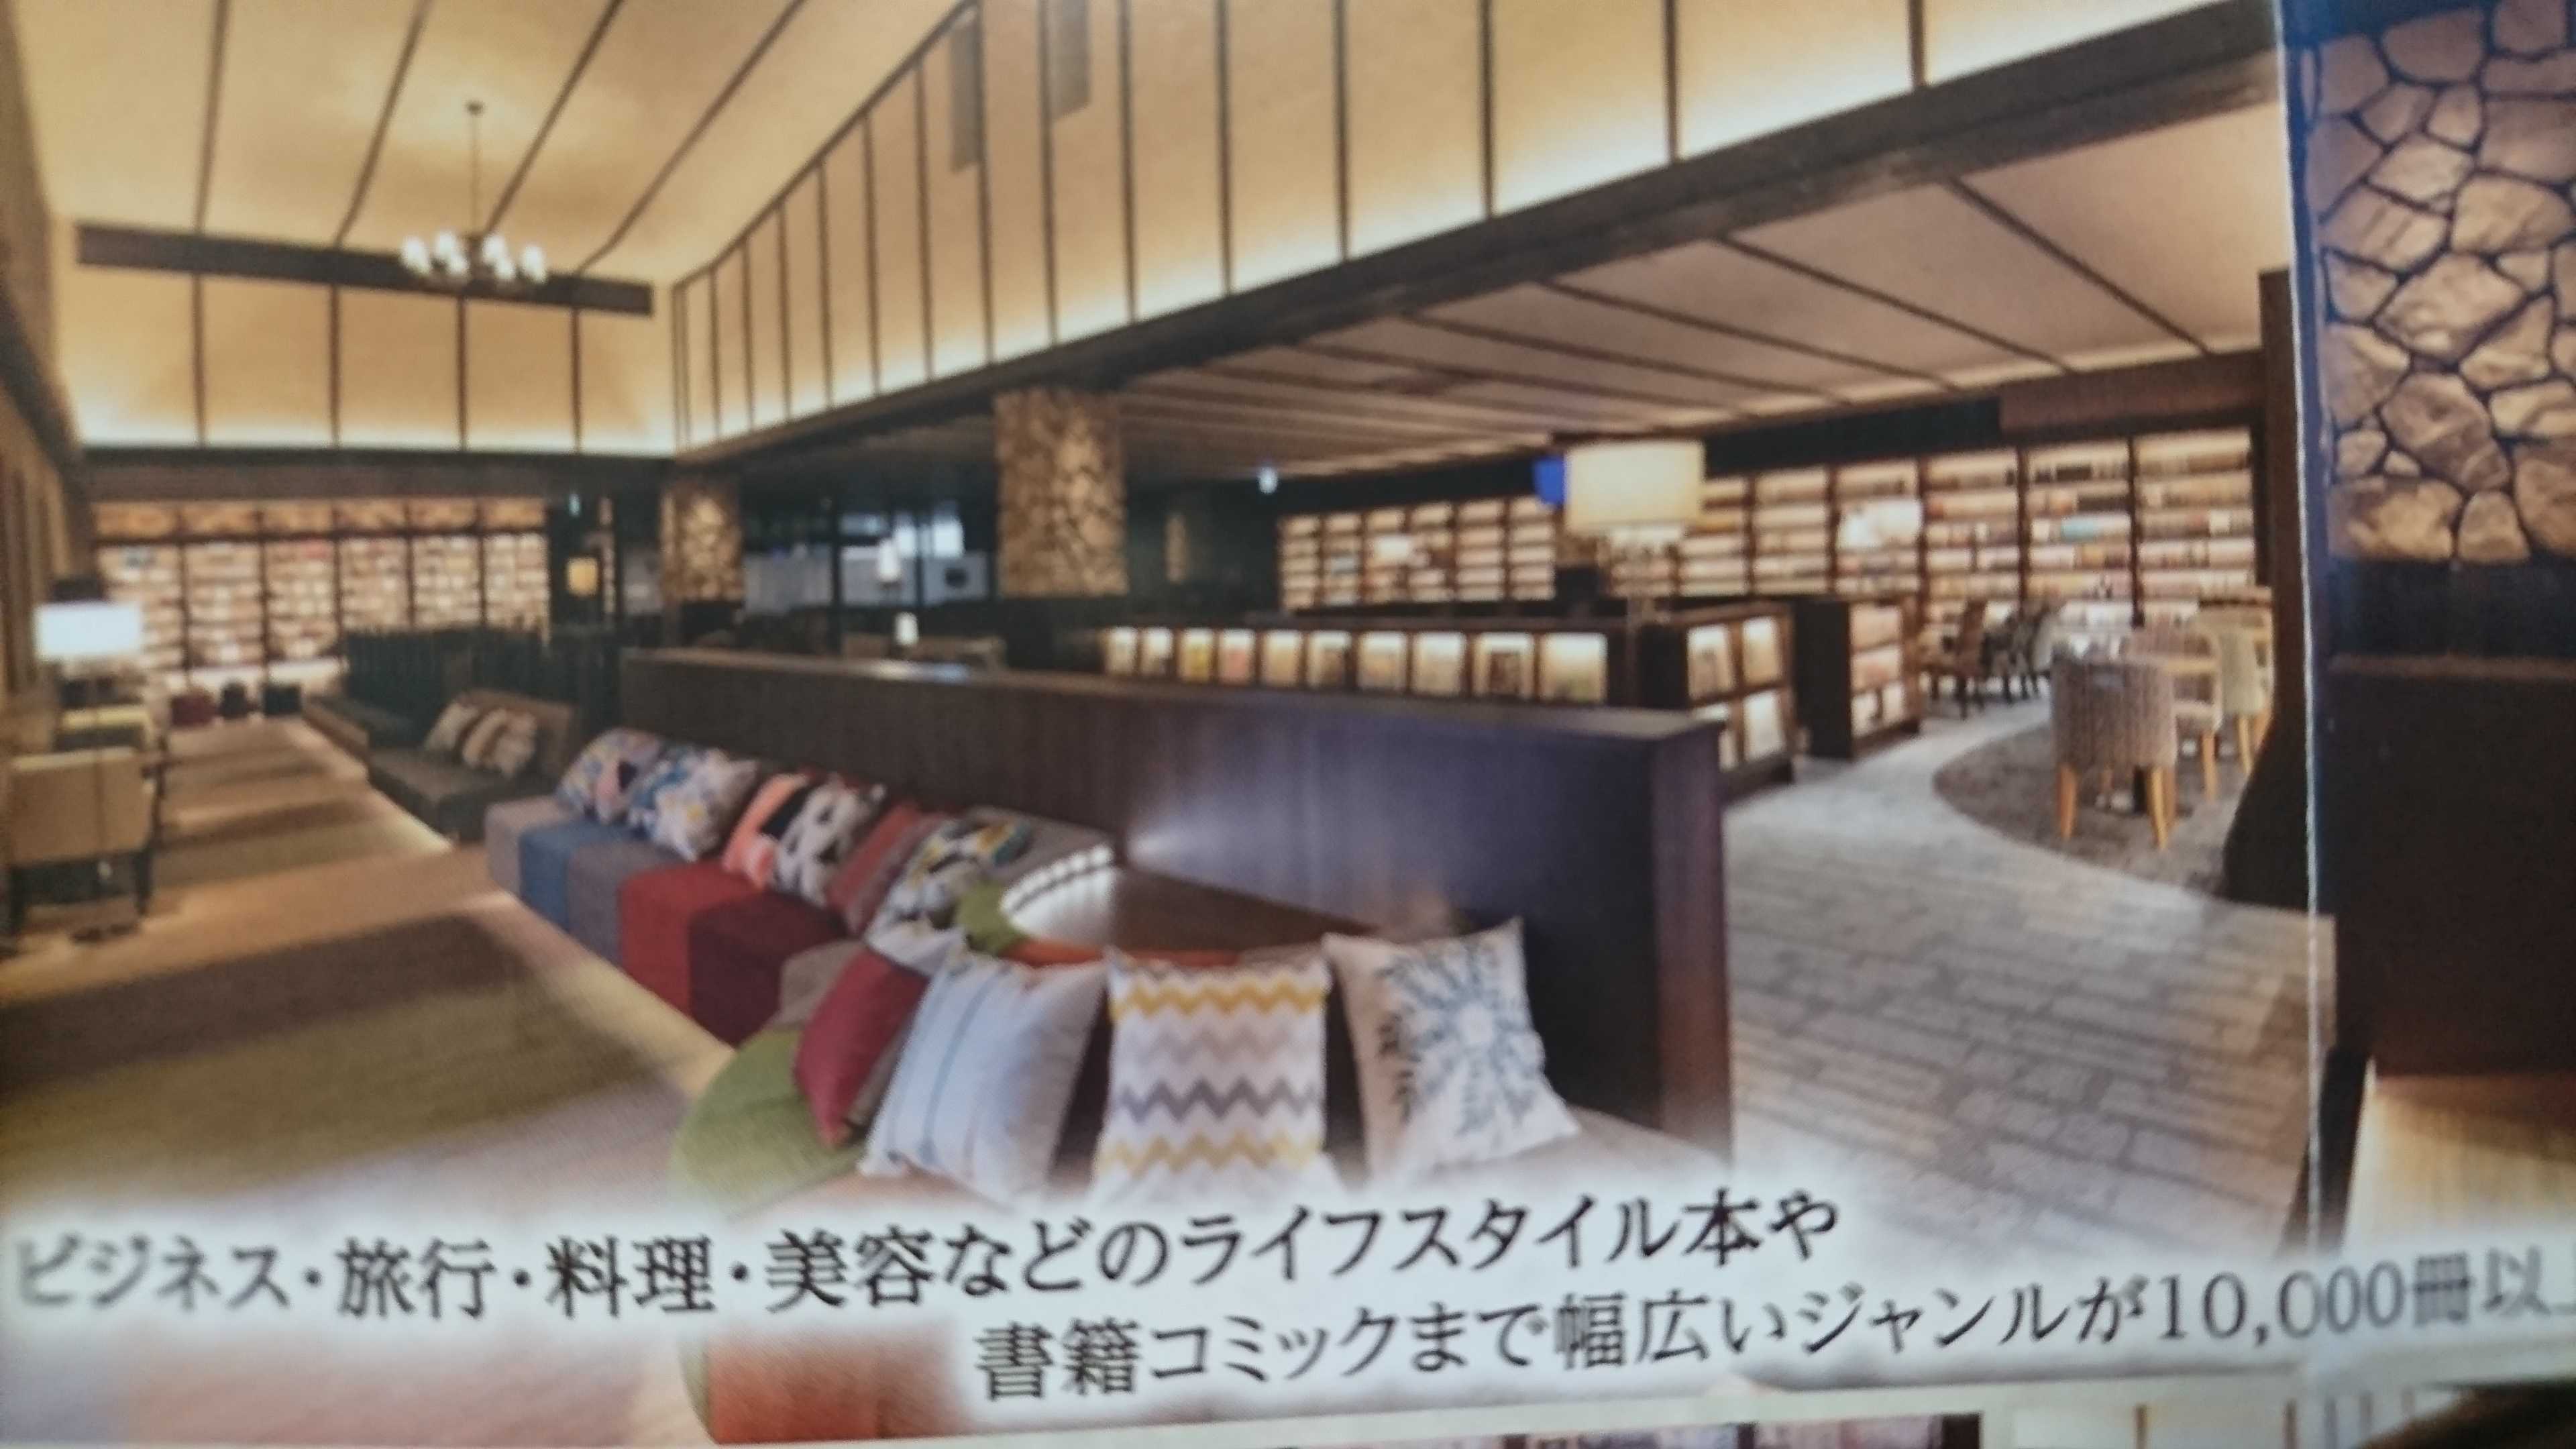 ビジネス・旅行・料理・美容などのライフスタイル本や
書籍コミックまで幅広いジャンルが10,000冊以